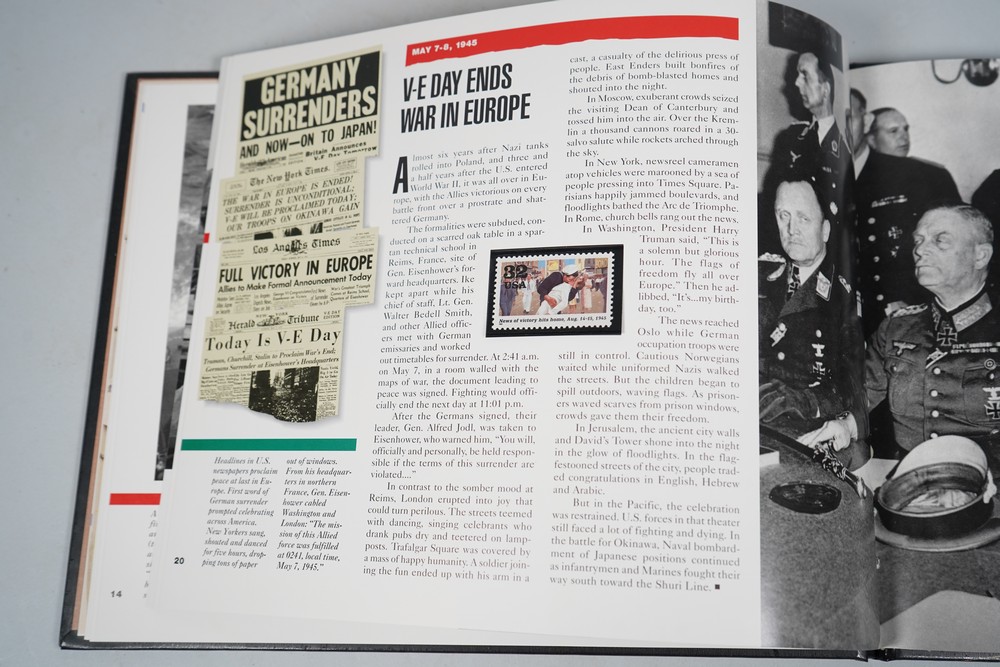 MAY 7-8, 1945
V-E DAY ENDS
WAR IN EUROPE
Almost six years after Nazi tanks
rolled into Poland, and three and
a half years after the U.S. entered
World War II, it was all over in Eu-
rope, with the Allies victorious on every
battle front over a prostrate and shat-
tered Germany.
The formalities were subdued, con-
ducted on a scarred oak table in a spar-
tan technical school in
Reims, France, site of
Gen. Eisenhower's for-
ward headquarters. Ike
kept apart while his
chief of staff, Lt. Gen.
Walter Bedell Smith,
and other Allied offic-
ers met with German
emissaries and worked
out timetables for surrender. At 2:41 a.m.
on May 7, in a room walled with the
maps of war, the document leading to
peace was signed. Fighting would offi-
cially end the next day at 11:01 p.m.
After the Germans signed, their
leader, Gen. Alfred Jodl, was taken to
Eisenhower, who warned him, "You will,
officially and personally, be held respon-
sible if the terms of this surrender are
violated...."
In contrast to the somber mood at
Reims, London erupted into joy that
could turn perilous. The streets teemed
with dancing, singing celebrants who
drank pubs dry and teetered on lamp-
posts. Trafalgar Square was covered by
a mass of happy humanity. A soldier join-
ing the fun ended up with his arm in a
cast, a casualty of the delirious press of
people. East Enders built bonfires of
the debris of bomb-blasted homes and
shouted into the night.
In Moscow, exuberant crowds seized
the visiting Dean of Canterbury and
tossed him into the air. Over the Krem-
lin a thousand cannons roared in a 30-
salvo salute while rockets arched through
the sky.
In New York, newsreel cameramen
atop vehicles were marooned by a sea of
people pressing into Times Square. Pa-
risians happily jammed boulevards, and
floodlights bathed the Arc de Triomphe.
In Rome, church bells rang out the news.
In Washington, President Harry
Truman said, "This is
a solemn but glorious
hour. The flags of
freedom fly all over
Europe." Then he ad-
libbed, "It's...my birth-
day, too."
The news reached
Oslo while German
occupation troops were
still in control. Cautious Norwegians
waited while uniformed Nazis walked
the streets. But the children began to
spill outdoors, waving flags. As prison-
ers waved scarves from prison windows,
crowds gave them their freedom.
In Jerusalem, the ancient city walls
and David's Tower shone into the night
in the glow of floodlights. In the flag-
festooned streets of the city, people trad-
ed congratulations in English, Hebrew
and Arabic.
But in the Pacific, the celebration
was restrained. U.S. forces in that theater
still faced a lot of fighting and dying. In
the battle for Okinawa, Naval bombard-
ment of Japanese positions continued
as infantrymen and Marines fought their
way south toward the Shuri Line. ■
32
USA
News of victory hits home, Aug. 14-15, 1945
GERMANY
SURRENDERS
AND NOW—ON TO JAPAN!
Britain Announces
V-E Day Tomorrow
The New York Times.
THE WAR IN EUROPE IS ENDED!
SURRENDER IS UNCONDITIONAL;
V-E WILL BE PROCLAIMED TODAY;
OUR TROOPS ON OKINAWA GAIN
Los Angeles Times
FULL VICTORY IN EUROPE
Allies to Make Formal Announcement Today
Herald Tribune
Today Is V-E Day
Truman, Churchill, Stalin to Proclaim War's End;
Germans Surrender at Eisenhower's Headquarters
Headlines in U.S.
newspapers proclaim
peace at last in Eu-
rope. First word of
German surrender
prompted celebrating
across America.
New Yorkers sang,
shouted and danced
for five hours, drop-
ping tons of paper
out of windows.
From his headquar-
ters in northern
France, Gen. Eisen-
hower cabled
Washington and
London: "The mis-
sion of this Allied
force was fulfilled
at 0241, local time,
May 7, 1945."
20
14